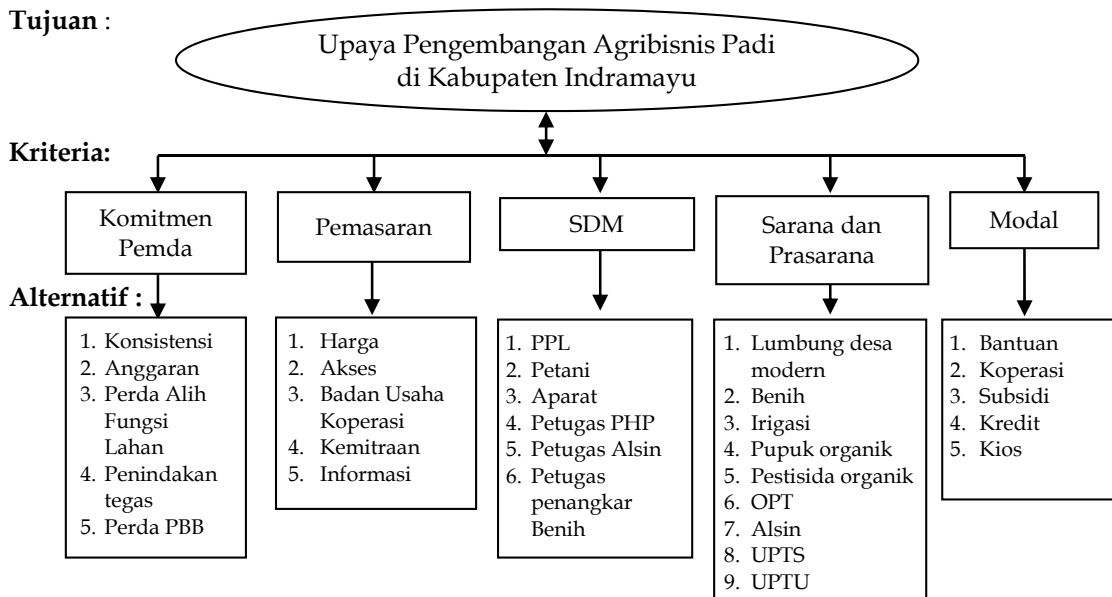 Tujuan :
Upaya Pengembangan Agribisnis Padi
di Kabupaten Indramayu
Kriteria:
Komitmen
Pemda
Pemasaran
SDM
Sarana dan
Prasarana
Modal
Alternatif :
1. Konsistensi
2. Anggaran
3. Perda Alih
Fungsi
Lahan
4. Penindakan
tegas
5. Perda PBB
1. Harga
2. Akses
3. Badan Usaha
Koperasi
4. Kemitraan
5. Informasi
1. PPL
2. Petani
3. Aparat
4. Petugas PHP
5. Petugas Alsin
6. Petugas
penangkar
Benih
1. Lumbung desa
modern
2. Benih
3. Irigasi
4. Pupuk organik
5. Pestisida organik
6. OPT
7. Alsin
8. UPTS
9. UPTU
1. Bantuan
2. Koperasi
3. Subsidi
4. Kredit
5. Kios